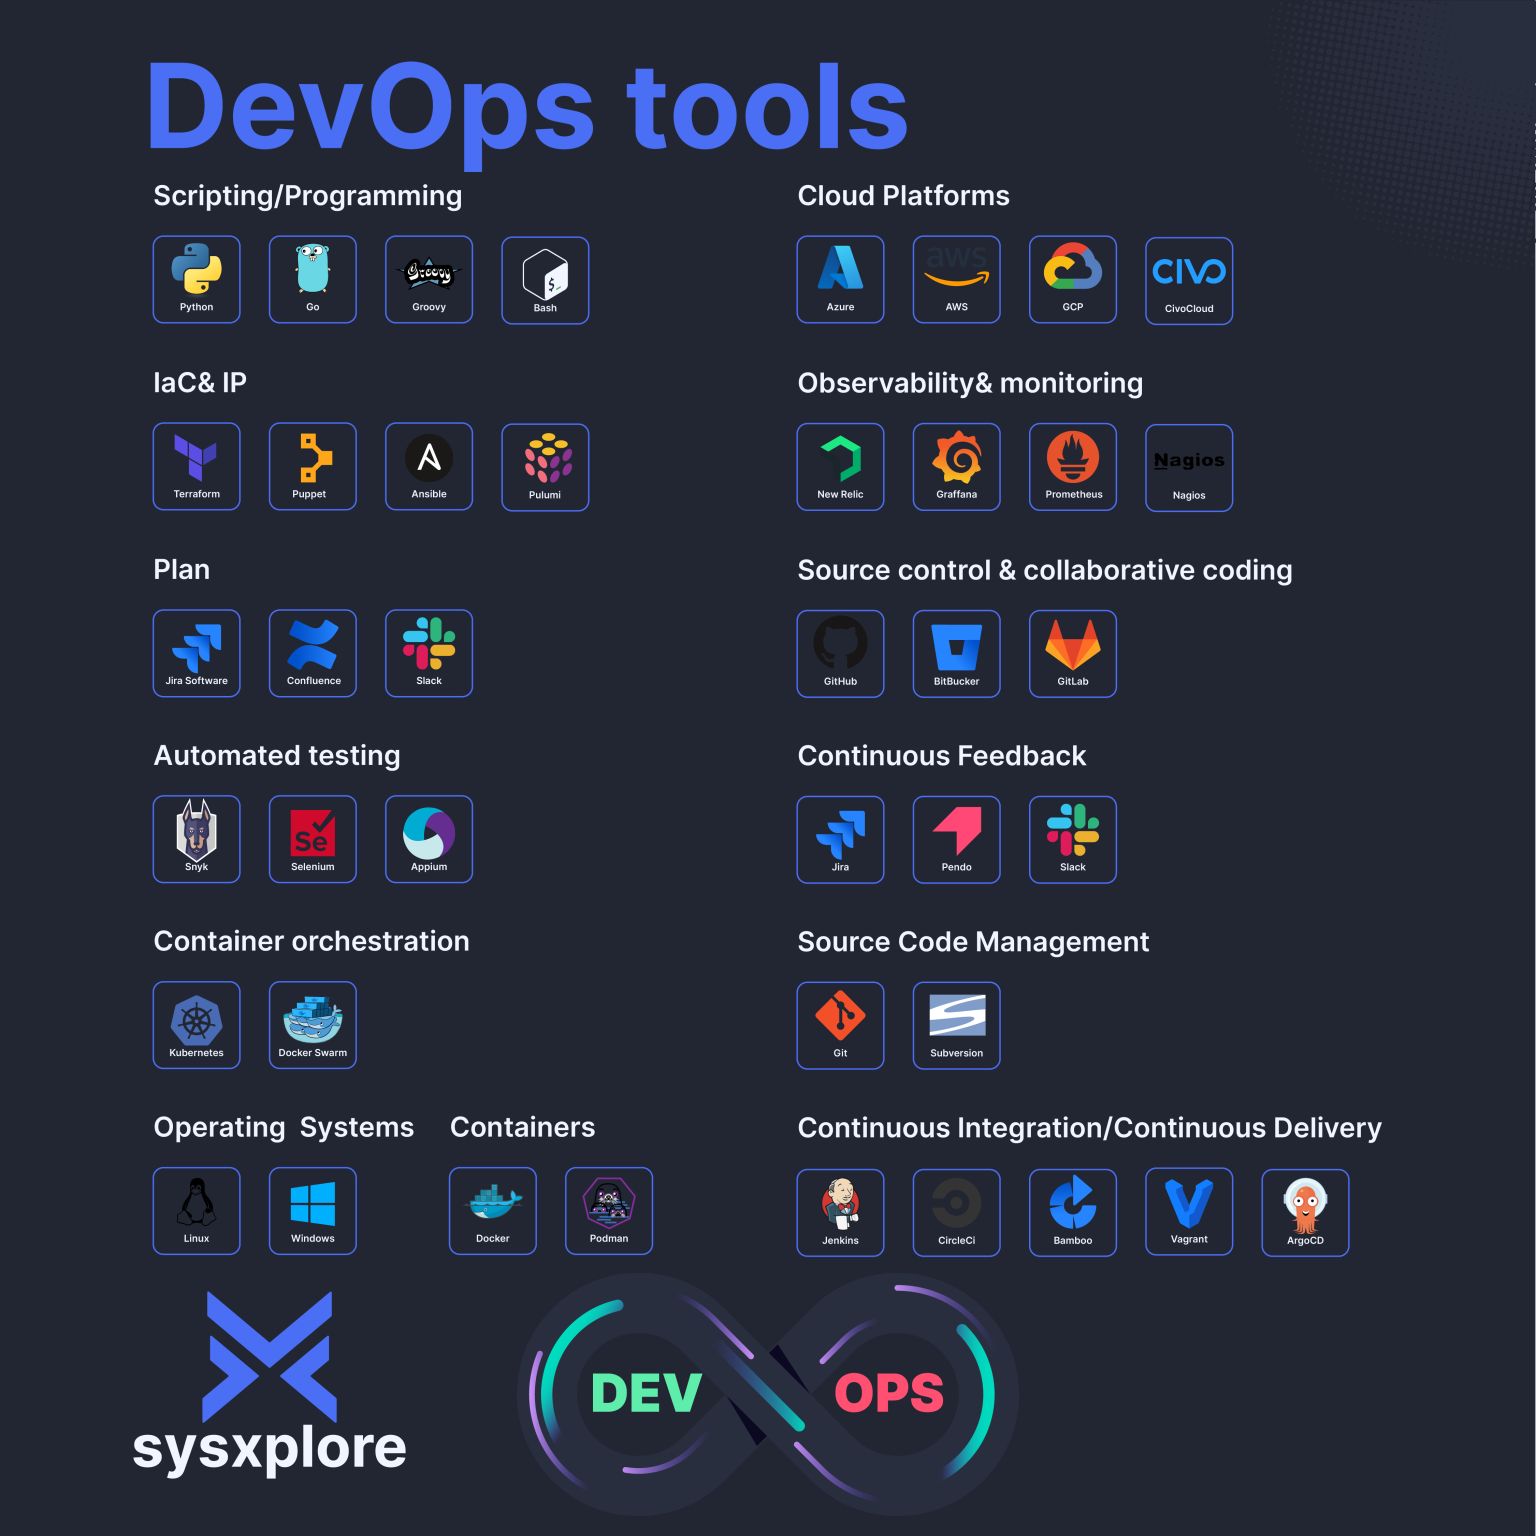 DevOps tools
Scripting/Programming
Python
Go
Groovy
Groovy
$_
Bash
Cloud Platforms
Azure
aws
AWS
GCP
CIVO
CivoCloud
IaC& IP
Terraform
Puppet
A
Ansible
Pulumi
Observability& monitoring
New Relic
Graffana
Prometheus
Nagios
Nagios
Plan
Jira Software
Confluence
Slack
Source control & collaborative coding
GitHub
BitBucker
GitLab
Automated testing
Snyk
Se
Selenium
Appium
Continuous Feedback
Jira
Pendo
Slack
Container orchestration
Kubernetes
Docker Swarm
Source Code Management
Git
Subversion
Operating  Systems
Linux
Windows
Containers
Docker
Podman
Continuous Integration/Continuous Delivery
Jenkins
CircleCi
Bamboo
Vagrant
ArgoCD
sysxplore
DEV
OPS